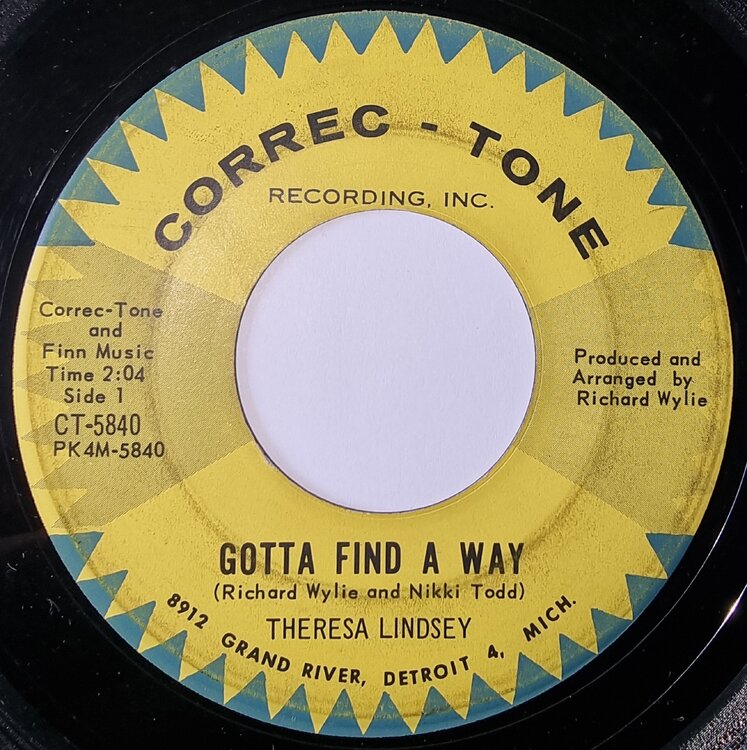 CORREC - TONE
RECORDING, INC.
Correc-Tone
and
Finn Music
Time 2:04
Side 1
CT-5840
PK4M-5840
Produced and
Arranged by
Richard Wylie
GOTTA FIND A WAY
(Richard Wylie and Nikki Todd)
THERESA LINDSEY
8912 GRAND RIVER, DETROIT 4, MICH.